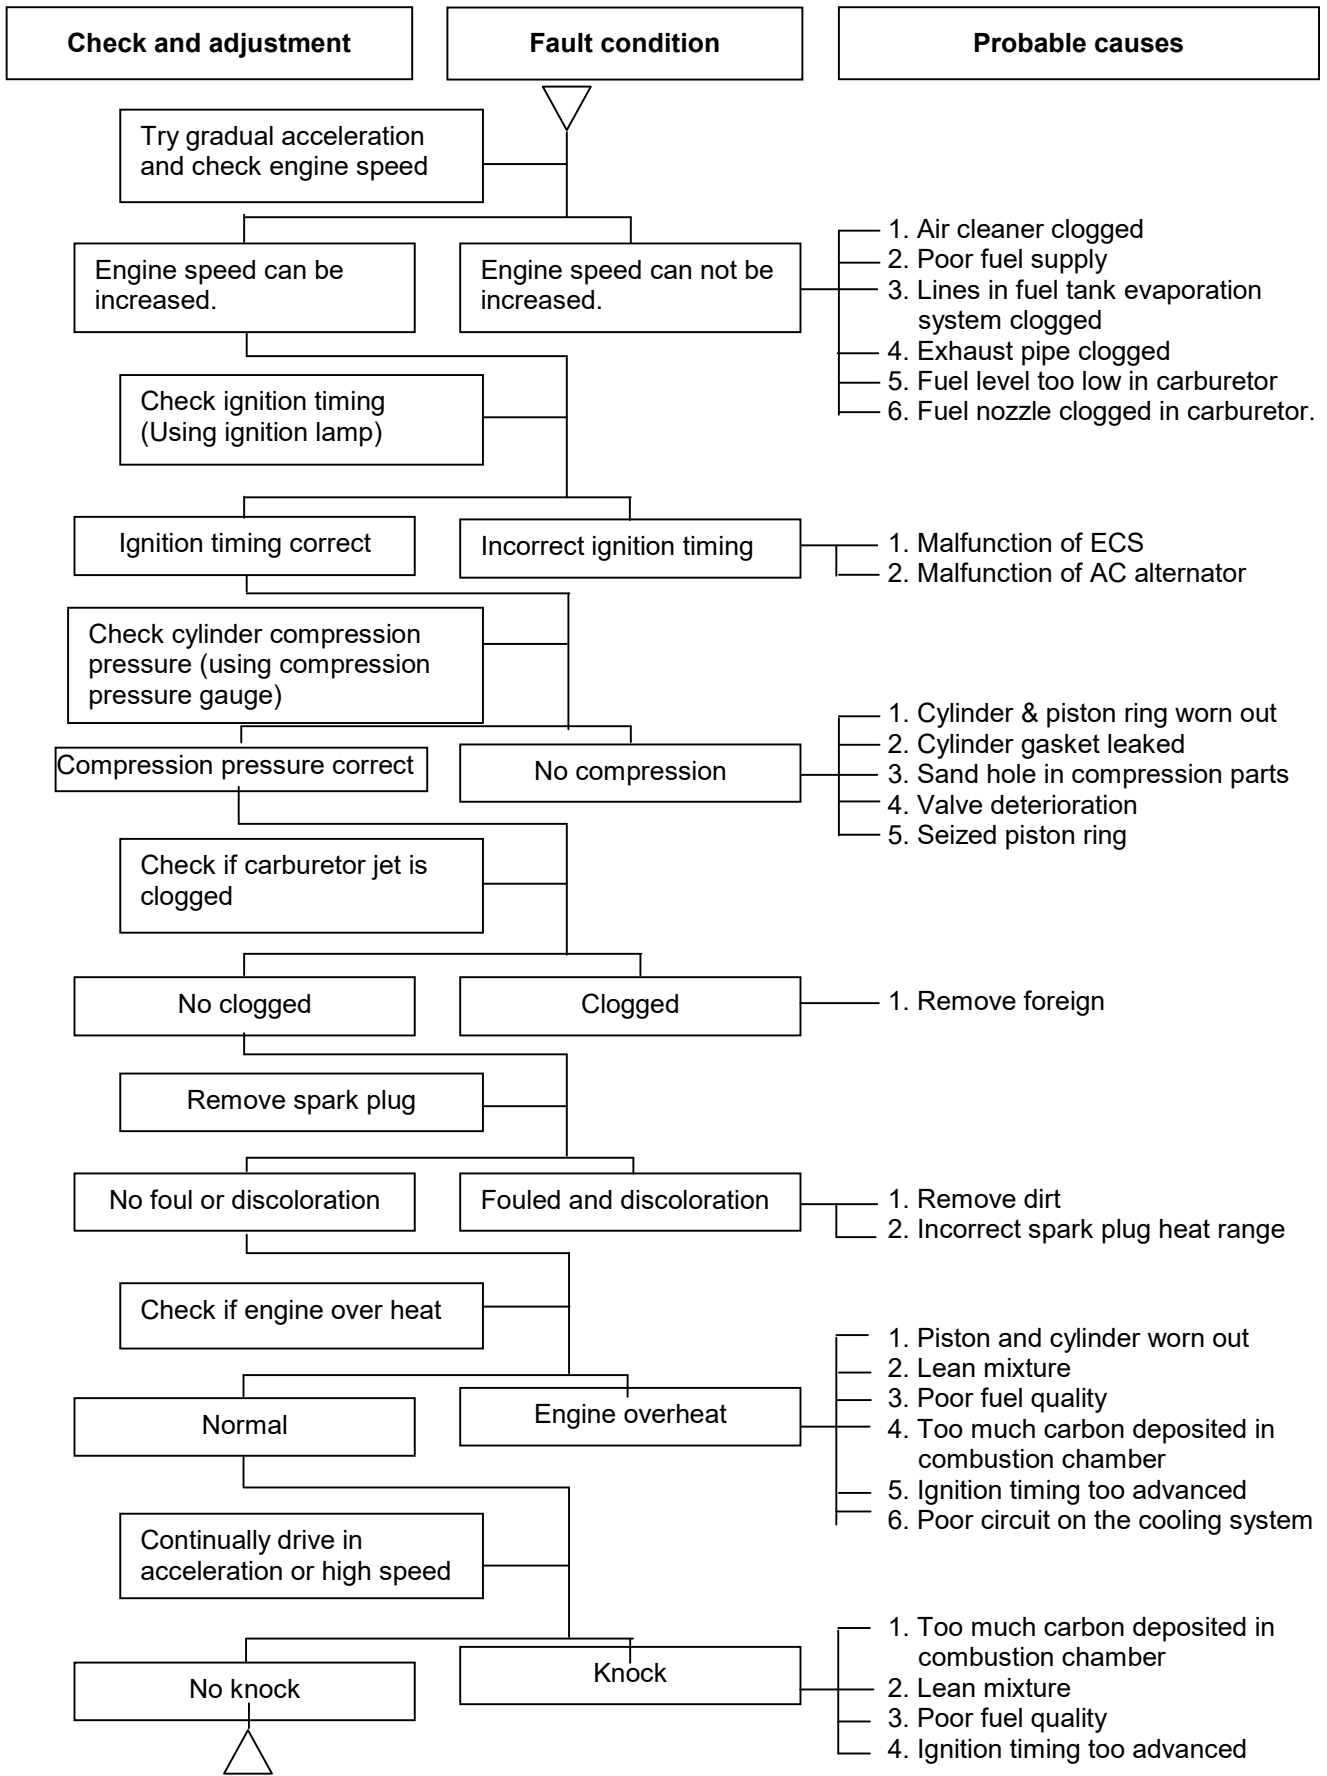 Check and adjustment
Fault condition
Probable causes
Try gradual acceleration
and check engine speed
Engine speed can be
increased.
Engine speed can not be
increased.
1. Air cleaner clogged
2. Poor fuel supply
3. Lines in fuel tank evaporation
system clogged
4. Exhaust pipe clogged
5. Fuel level too low in carburetor
6. Fuel nozzle clogged in carburetor.
Check ignition timing
(Using ignition lamp)
Ignition timing correct
Incorrect ignition timing
1. Malfunction of ECS
2. Malfunction of AC alternator
Check cylinder compression
pressure (using compression
pressure gauge)
Compression pressure correct
No compression
1. Cylinder & piston ring worn out
2. Cylinder gasket leaked
3. Sand hole in compression parts
4. Valve deterioration
5. Seized piston ring
Check if carburetor jet is
clogged
No clogged
Clogged
1. Remove foreign
Remove spark plug
No foul or discoloration
Fouled and discoloration
1. Remove dirt
2. Incorrect spark plug heat range
Check if engine over heat
Normal
Engine overheat
1. Piston and cylinder worn out
2. Lean mixture
3. Poor fuel quality
4. Too much carbon deposited in
combustion chamber
5. Ignition timing too advanced
6. Poor circuit on the cooling system
Continually drive in
acceleration or high speed
No knock
Knock
1. Too much carbon deposited in
combustion chamber
2. Lean mixture
3. Poor fuel quality
4. Ignition timing too advanced